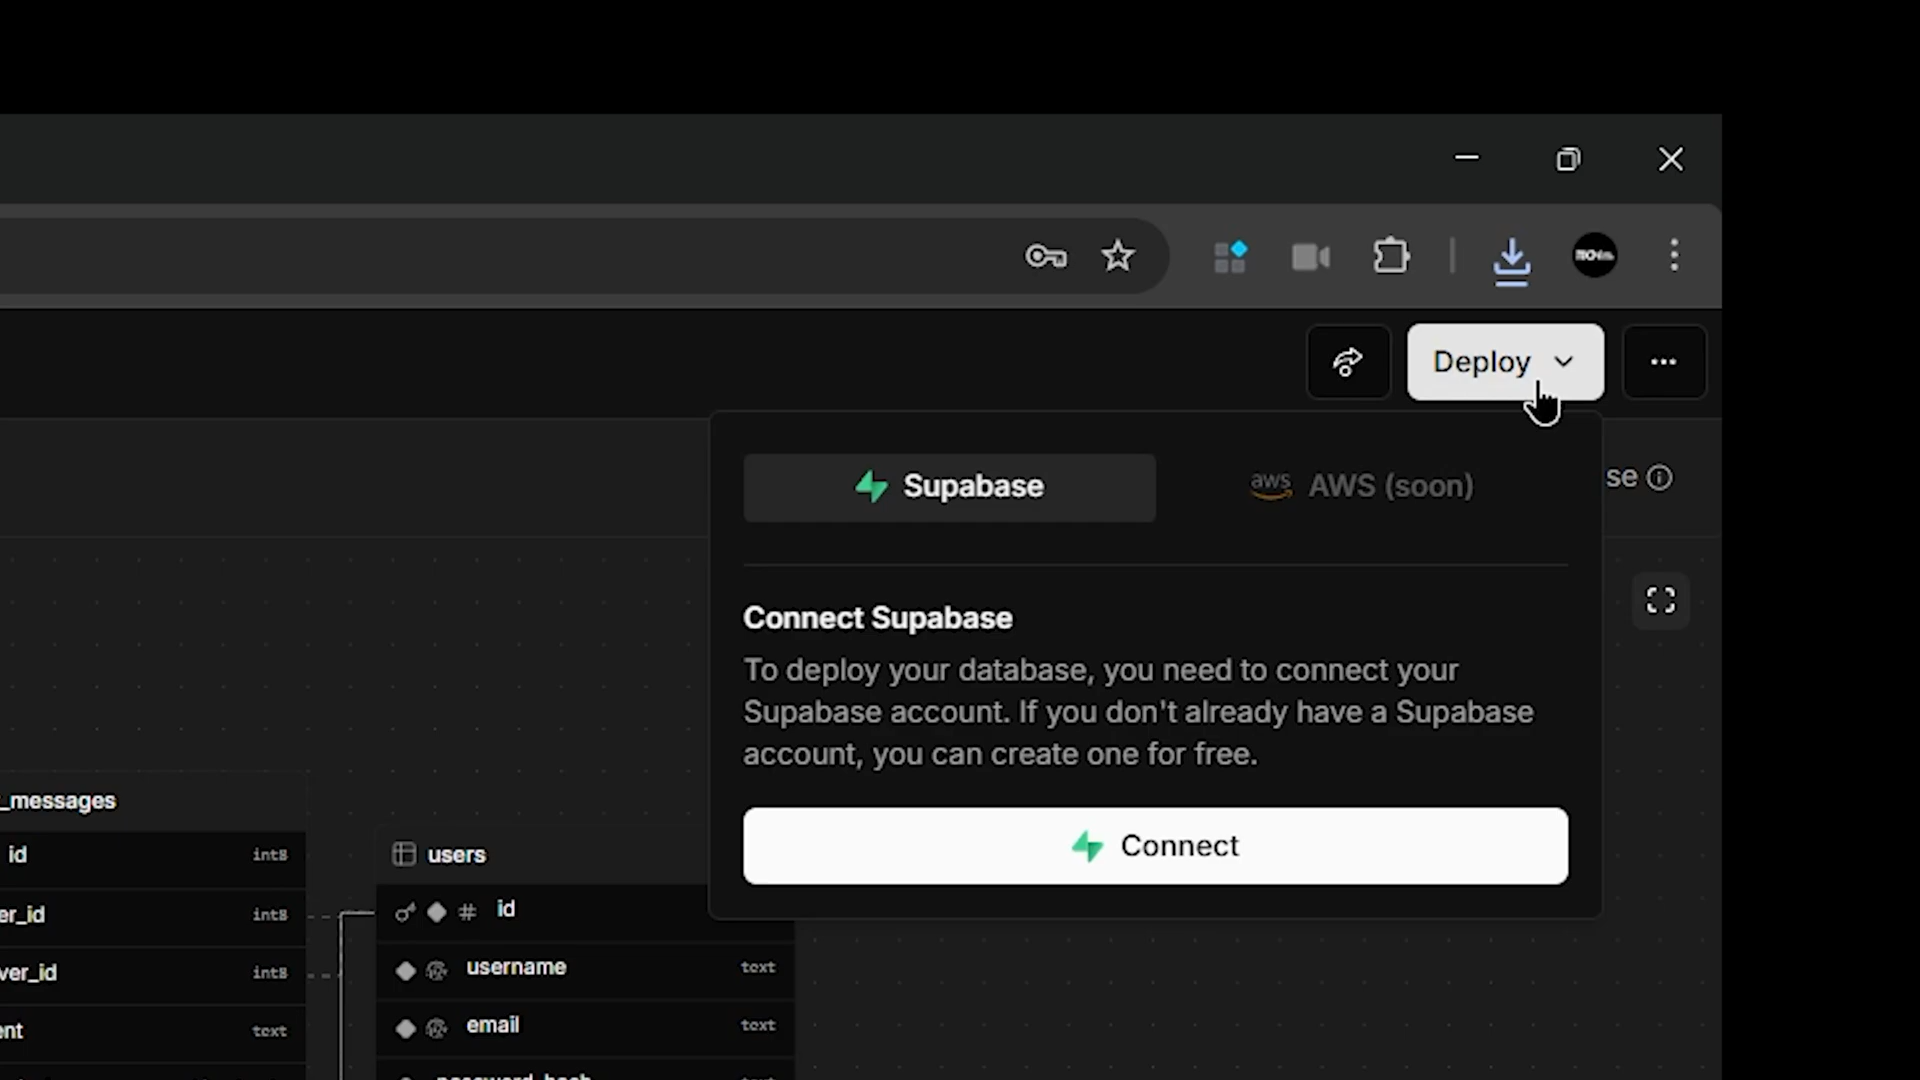 Deploy
Supabase
aws AWS (soon)
se
Connect Supabase
To deploy your database, you need to connect your
Supabase account. If you don't already have a Supabase
account, you can create one for free.
Connect
_messages
id int8
er_id int8
ver_id int8
ent text
users
id
username text
email text
password_hash